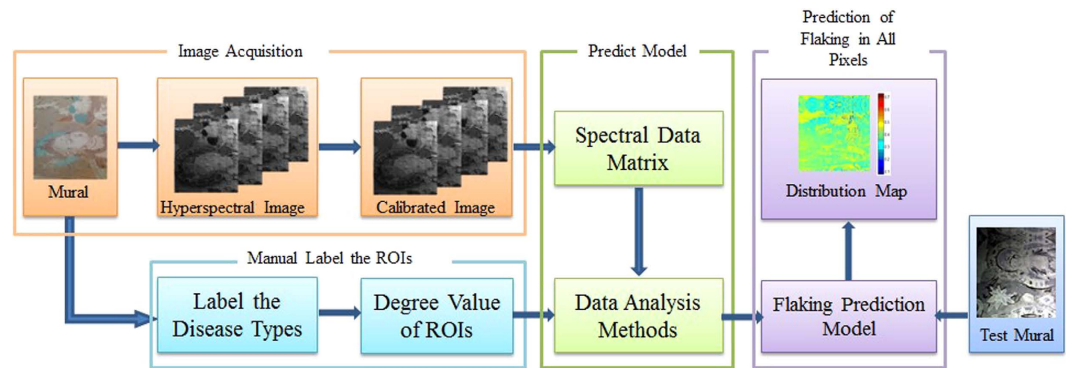 Image Acquisition
Mural
Hyperspectral Image
Calibrated Image
Manual Label the ROIs
Label the
Disease Types
Degree Value
of ROIs
Predict Model
Spectral Data
Matrix
Data Analysis
Methods
Prediction of
Flaking in All
Pixels
Distribution Map
Flaking Prediction
Model
Test Mural